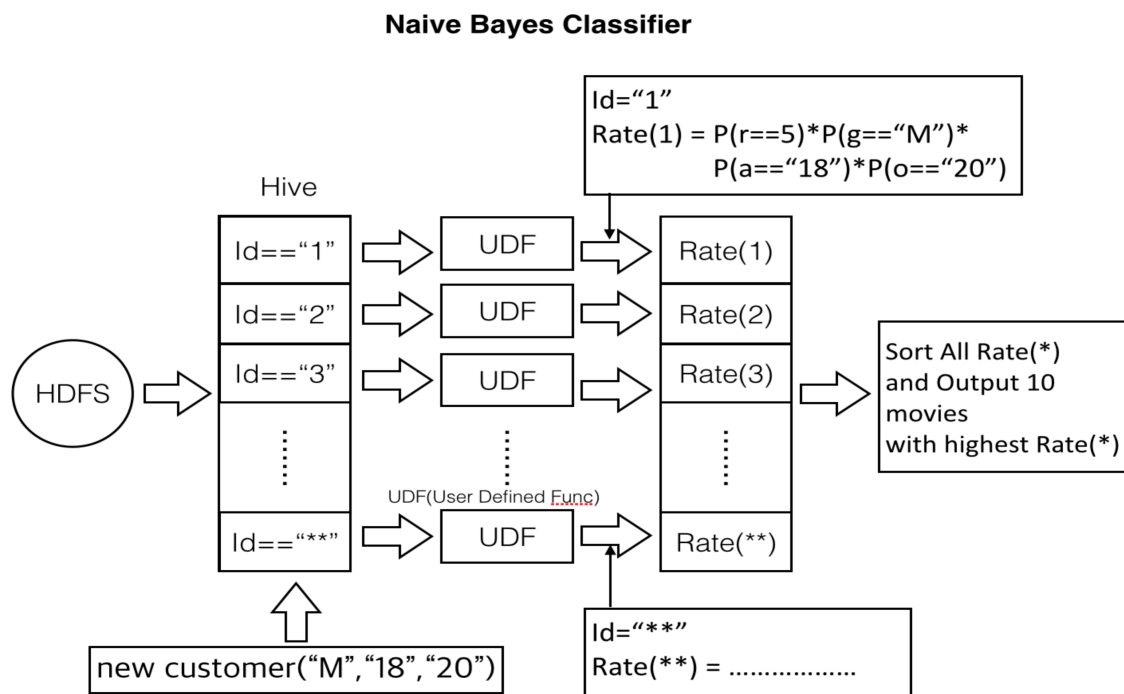 Naive Bayes Classifier
Id=“1”
Rate(1) = P(r==5)*P(g==“M”)*
P(a==“18”)*P(o==“20”)
Hive
Id==“1”
UDF
Rate(1)
Id==“2”
UDF
Rate(2)
Id==“3”
UDF
Rate(3)
HDFS
Sort All Rate(*)
and Output 10
movies
with highest Rate(*)
UDF(User Defined Func)
Id==“**”
UDF
Rate(**)
new customer(“M”,“18”,“20”)
Id=“**”
Rate(**) = ..................